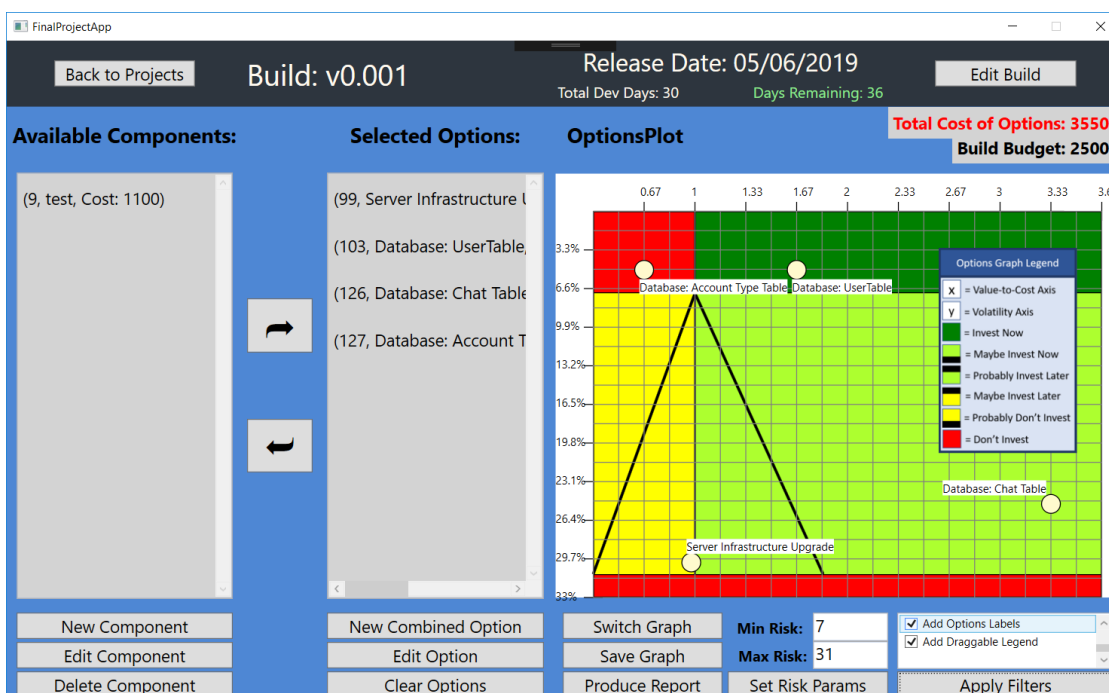 FinalProjectApp
Back to Projects
Build: v0.001
Release Date: 05/06/2019
Total Dev Days: 30
Days Remaining: 36
Edit Build
Available Components:
Selected Options:
OptionsPlot
Total Cost of Options: 3550
Build Budget: 2500
(9, test, Cost: 1100)
(99, Server Infrastructure
(103, Database: UserTable,
(126, Database: Chat Table
(127, Database: Account T
0.67 1 1.33 1.67 2 2.33 2.67 3 3.33 3.6
3.3%
6.6%
9.9%
13.2%
16.5%
19.8%
23.1%
26.4%
29.7%
33%
Database: Account Type Table
Database: UserTable
Database: Chat Table
Server Infrastructure Upgrade
Options Graph Legend
x = Value-to-Cost Axis
y = Volatility Axis
= Invest Now
= Maybe Invest Now
= Probably Invest Later
= Maybe Invest Later
= Probably Don't Invest
= Don't Invest
New Component
Edit Component
Delete Component
New Combined Option
Edit Option
Clear Options
Switch Graph
Save Graph
Produce Report
Min Risk: 7
Max Risk: 31
Set Risk Params
Add Options Labels
Add Draggable Legend
Apply Filters